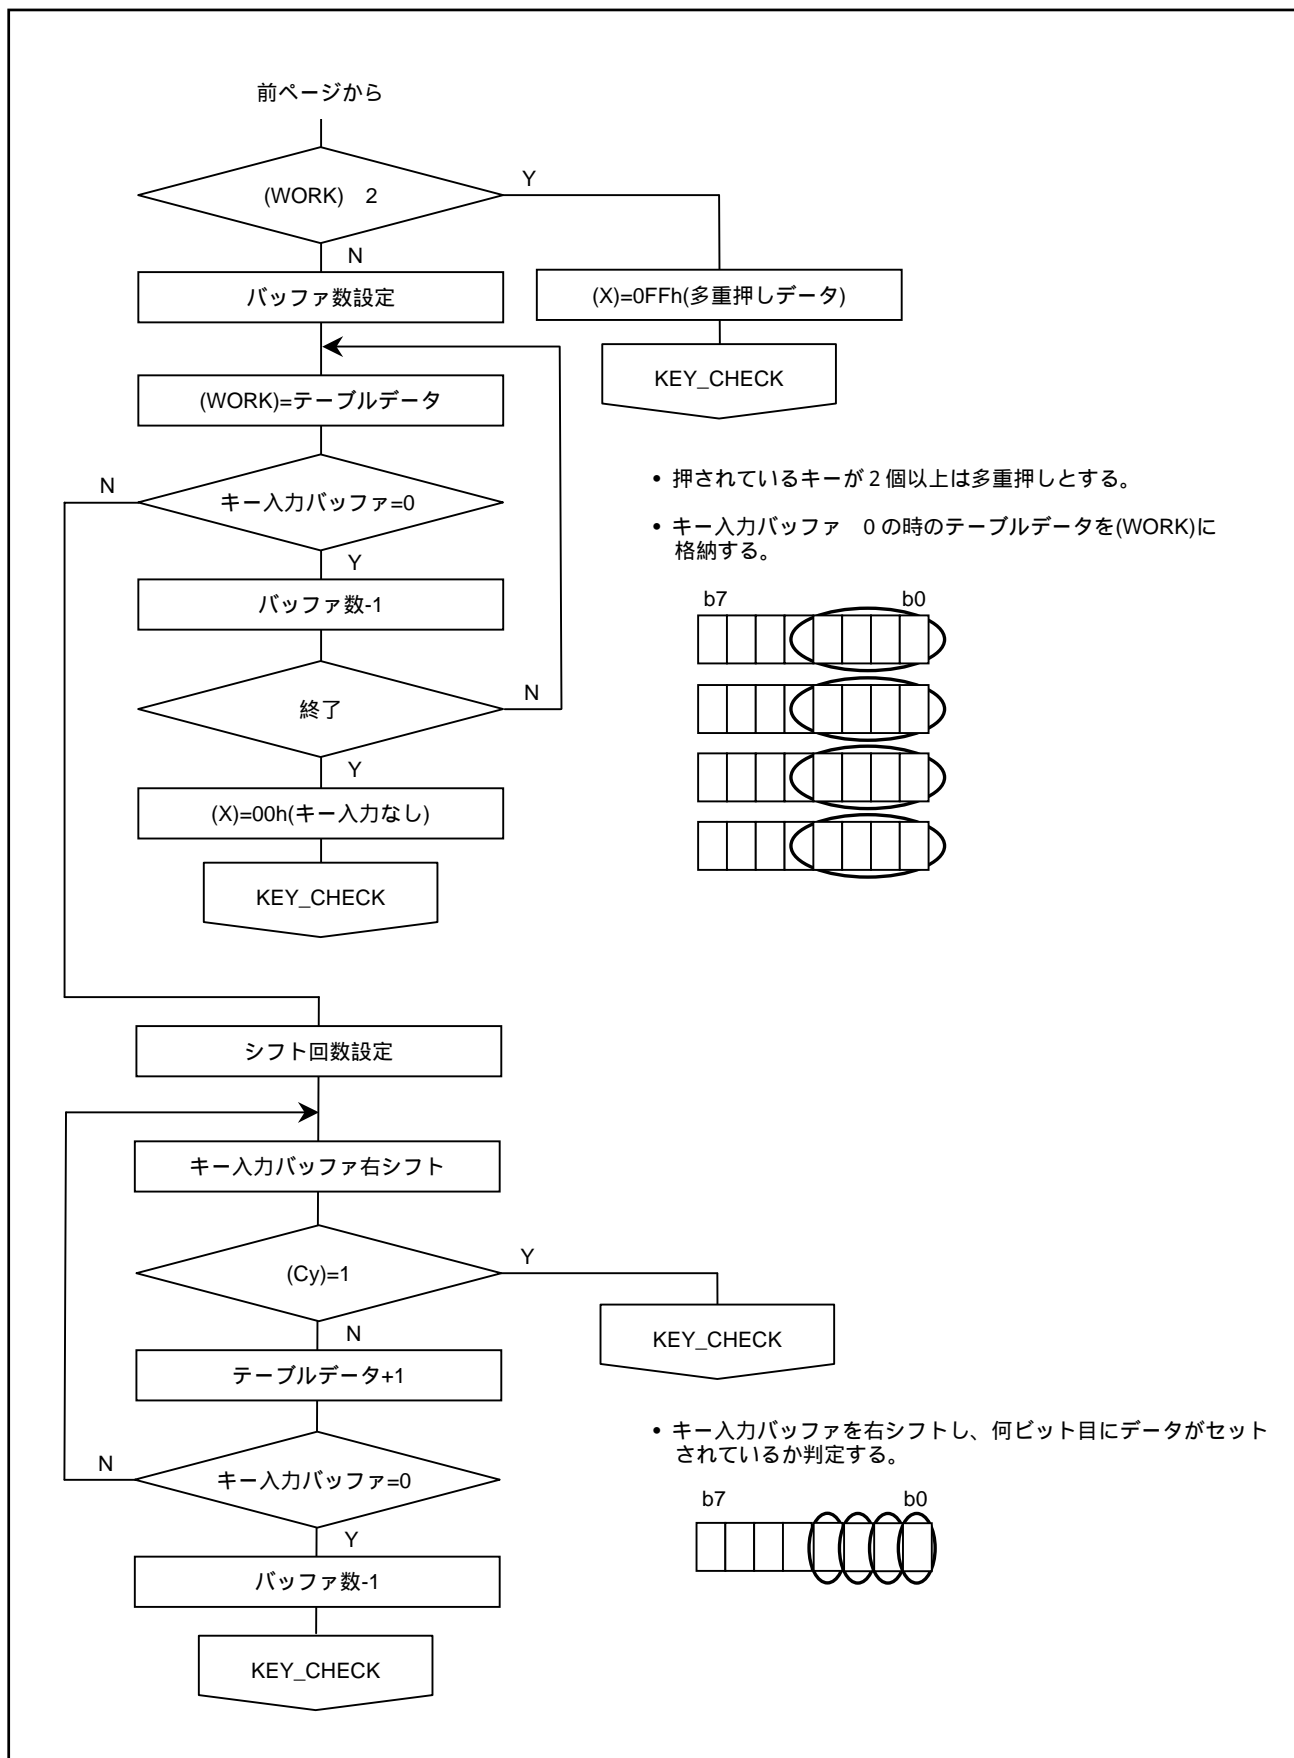 前ページから
(WORK)　2
Y
N
バッファ数設定
(X)=0FFh(多重押しデータ)
KEY_CHECK
(WORK)=テーブルデータ
N
キー入力バッファ=0
Y
バッファ数-1
終了
N
Y
(X)=00h(キー入力なし)
KEY_CHECK
• 押されているキーが2個以上は多重押しとする。
• キー入力バッファ　0の時のテーブルデータを(WORK)に
格納する。
b7 b0
シフト回数設定
キー入力バッファ右シフト
(Cy)=1
Y
KEY_CHECK
N
テーブルデータ+1
N
キー入力バッファ=0
Y
バッファ数-1
KEY_CHECK
• キー入力バッファを右シフトし、何ビット目にデータがセット
されているか判定する。
b7 b0